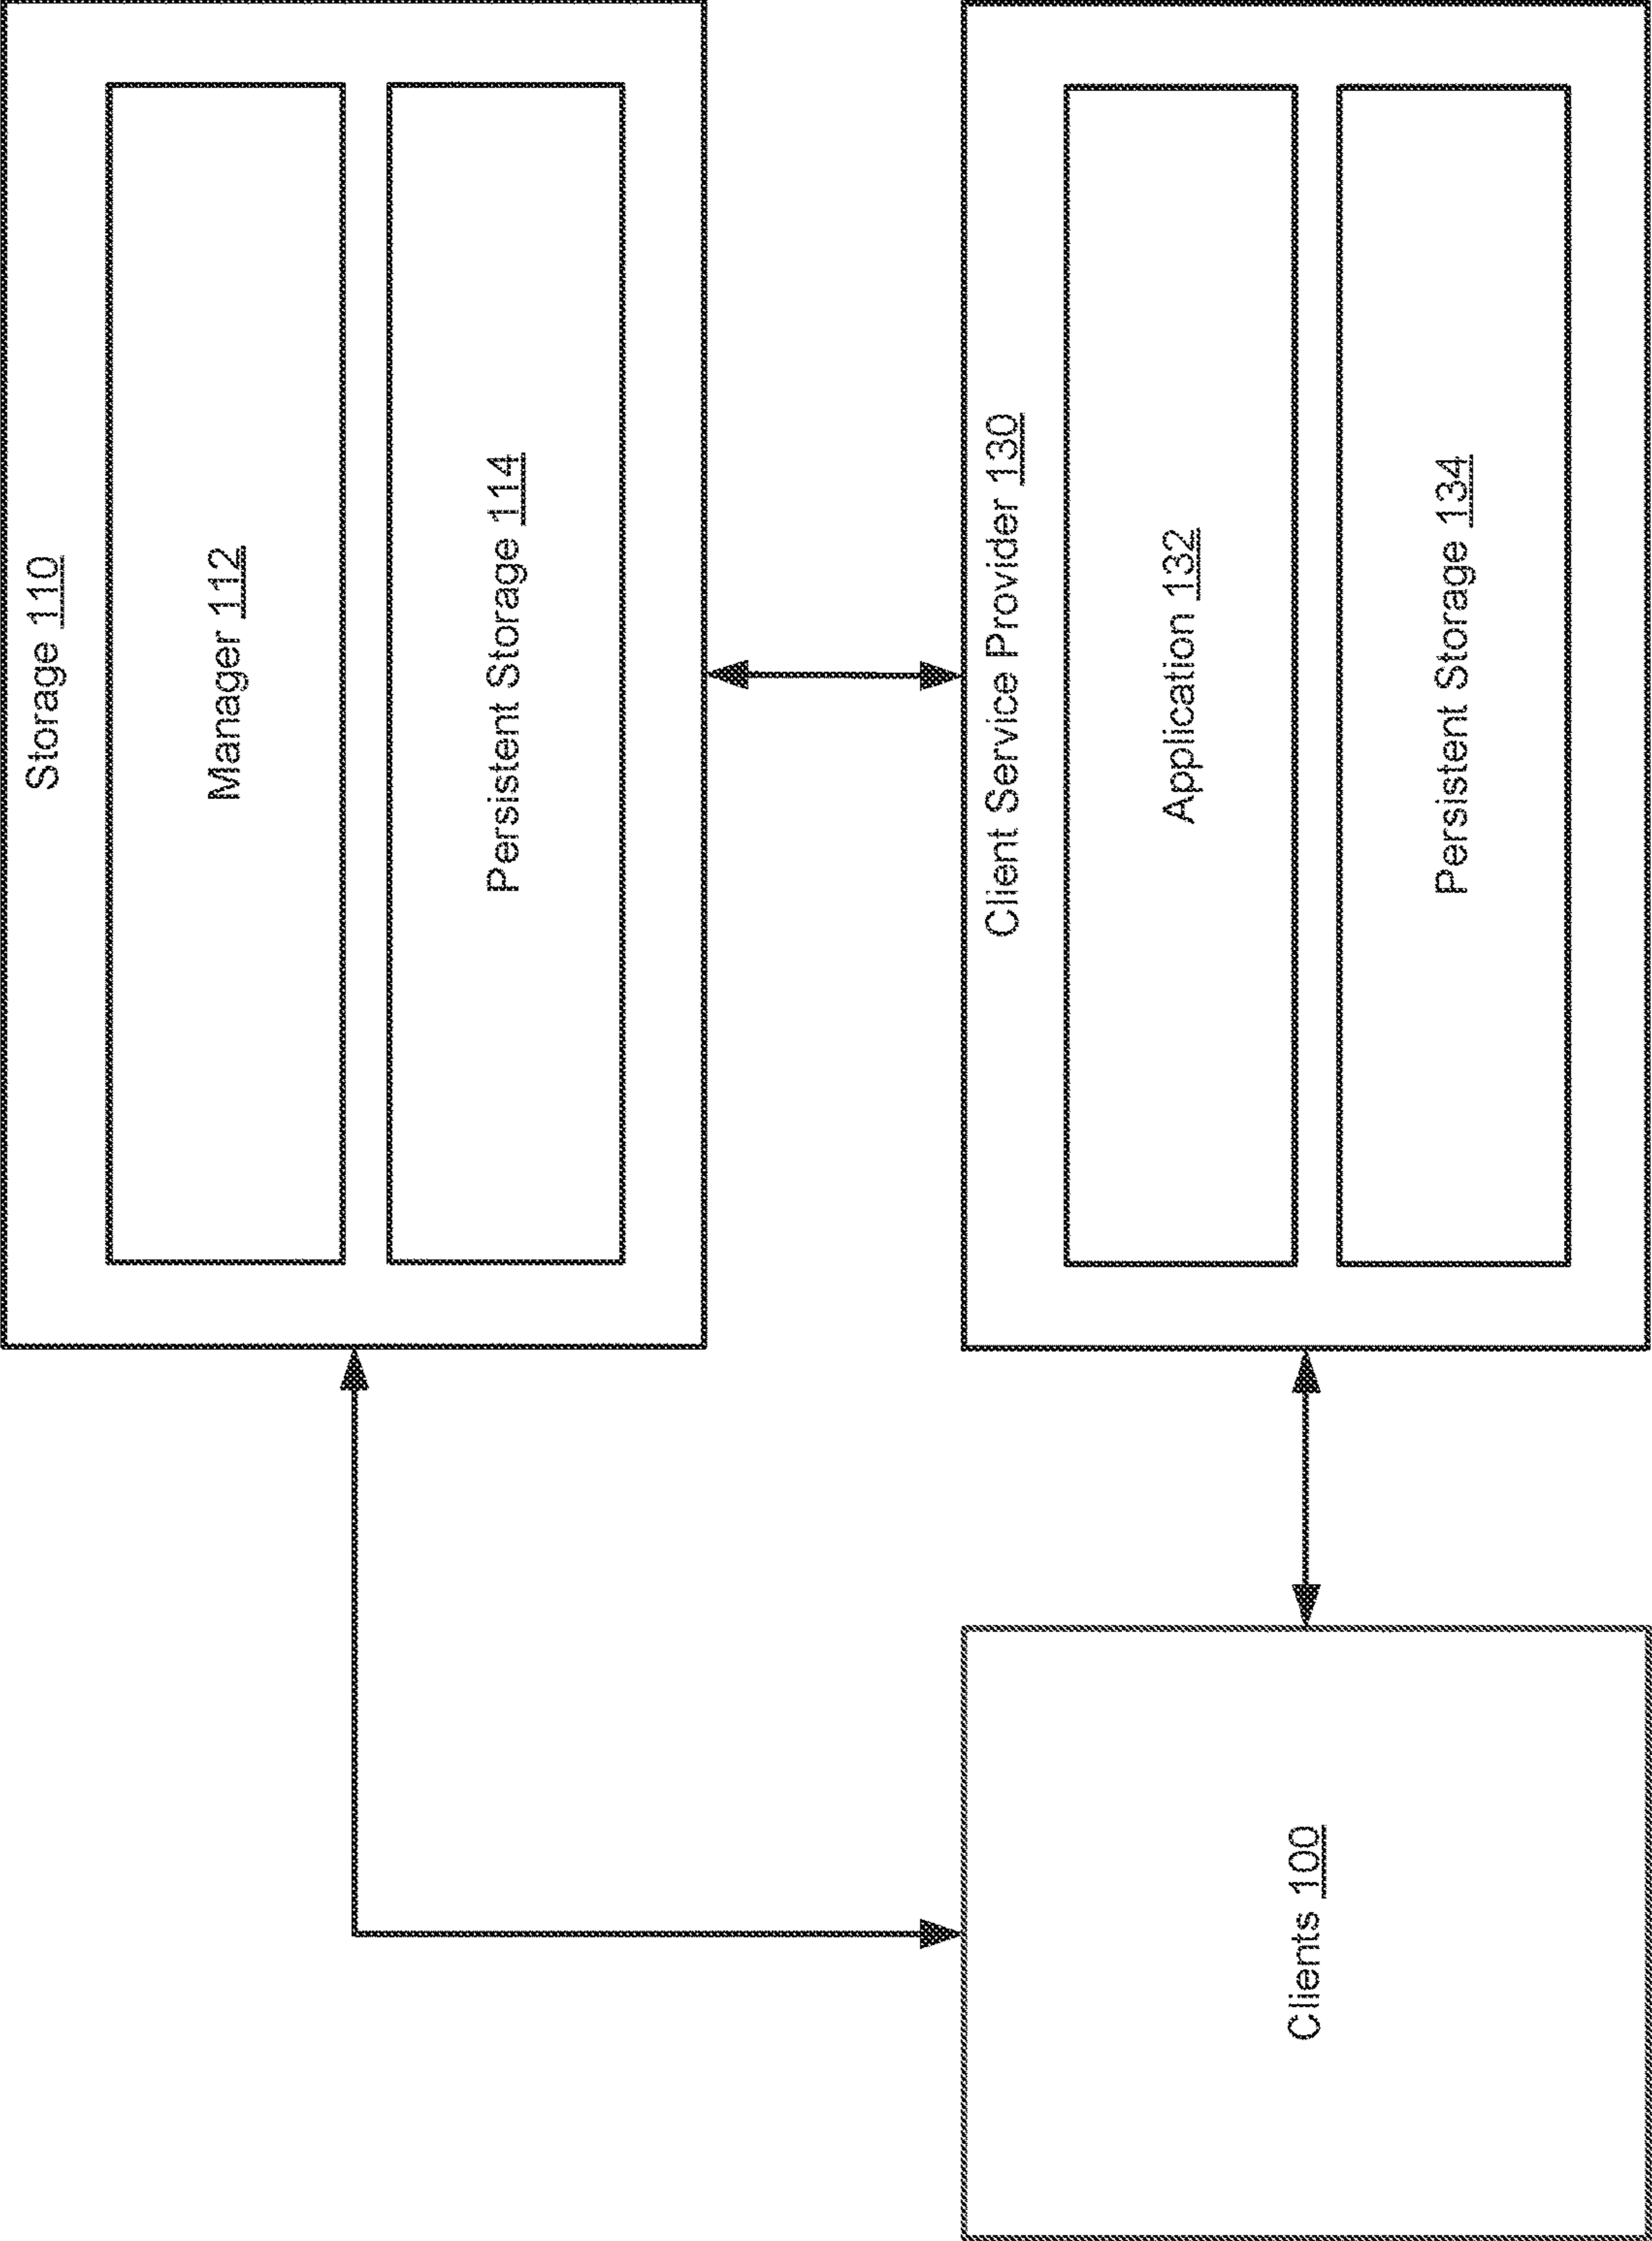 Storage 110
Manager 112
Persistent Storage 114
Client Service Provider 130
Application 132
Persistent Storage 134
Clients 100